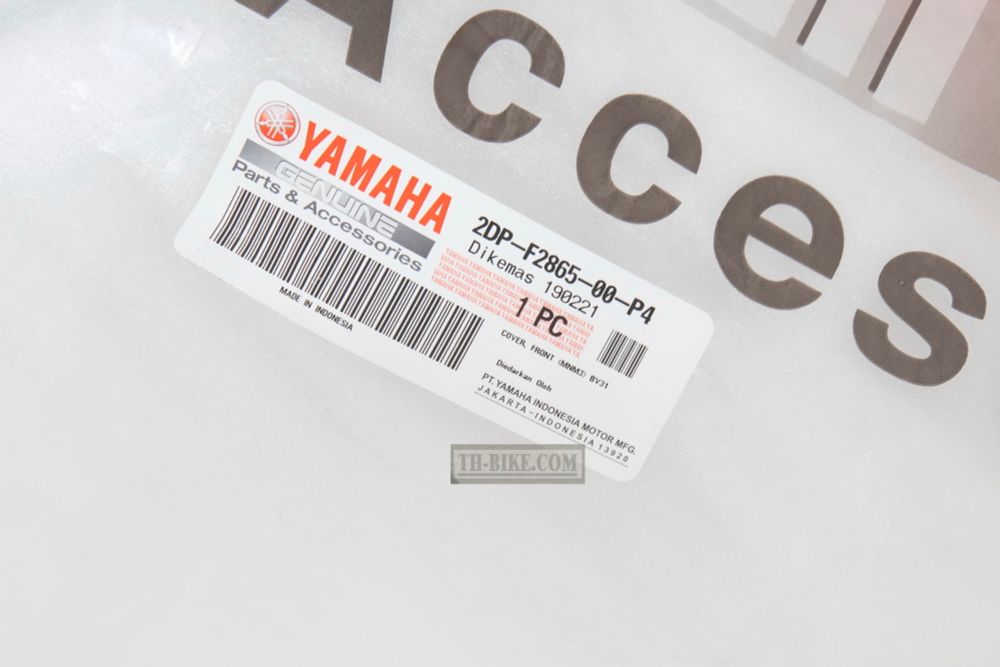 Acces
YAMAHA
GENUINE
Parts & Accessories
MADE IN INDONESIA
2DP-F2865-00-P4
Dikemas 190221
1 PC
COVER, FRONT (MNM3) BV31
Diedarkan Oleh
PT. YAMAHA INDONESIA MOTOR MFG.
JAKARTA-INDONESIA 13920
TH-BIKE.COM